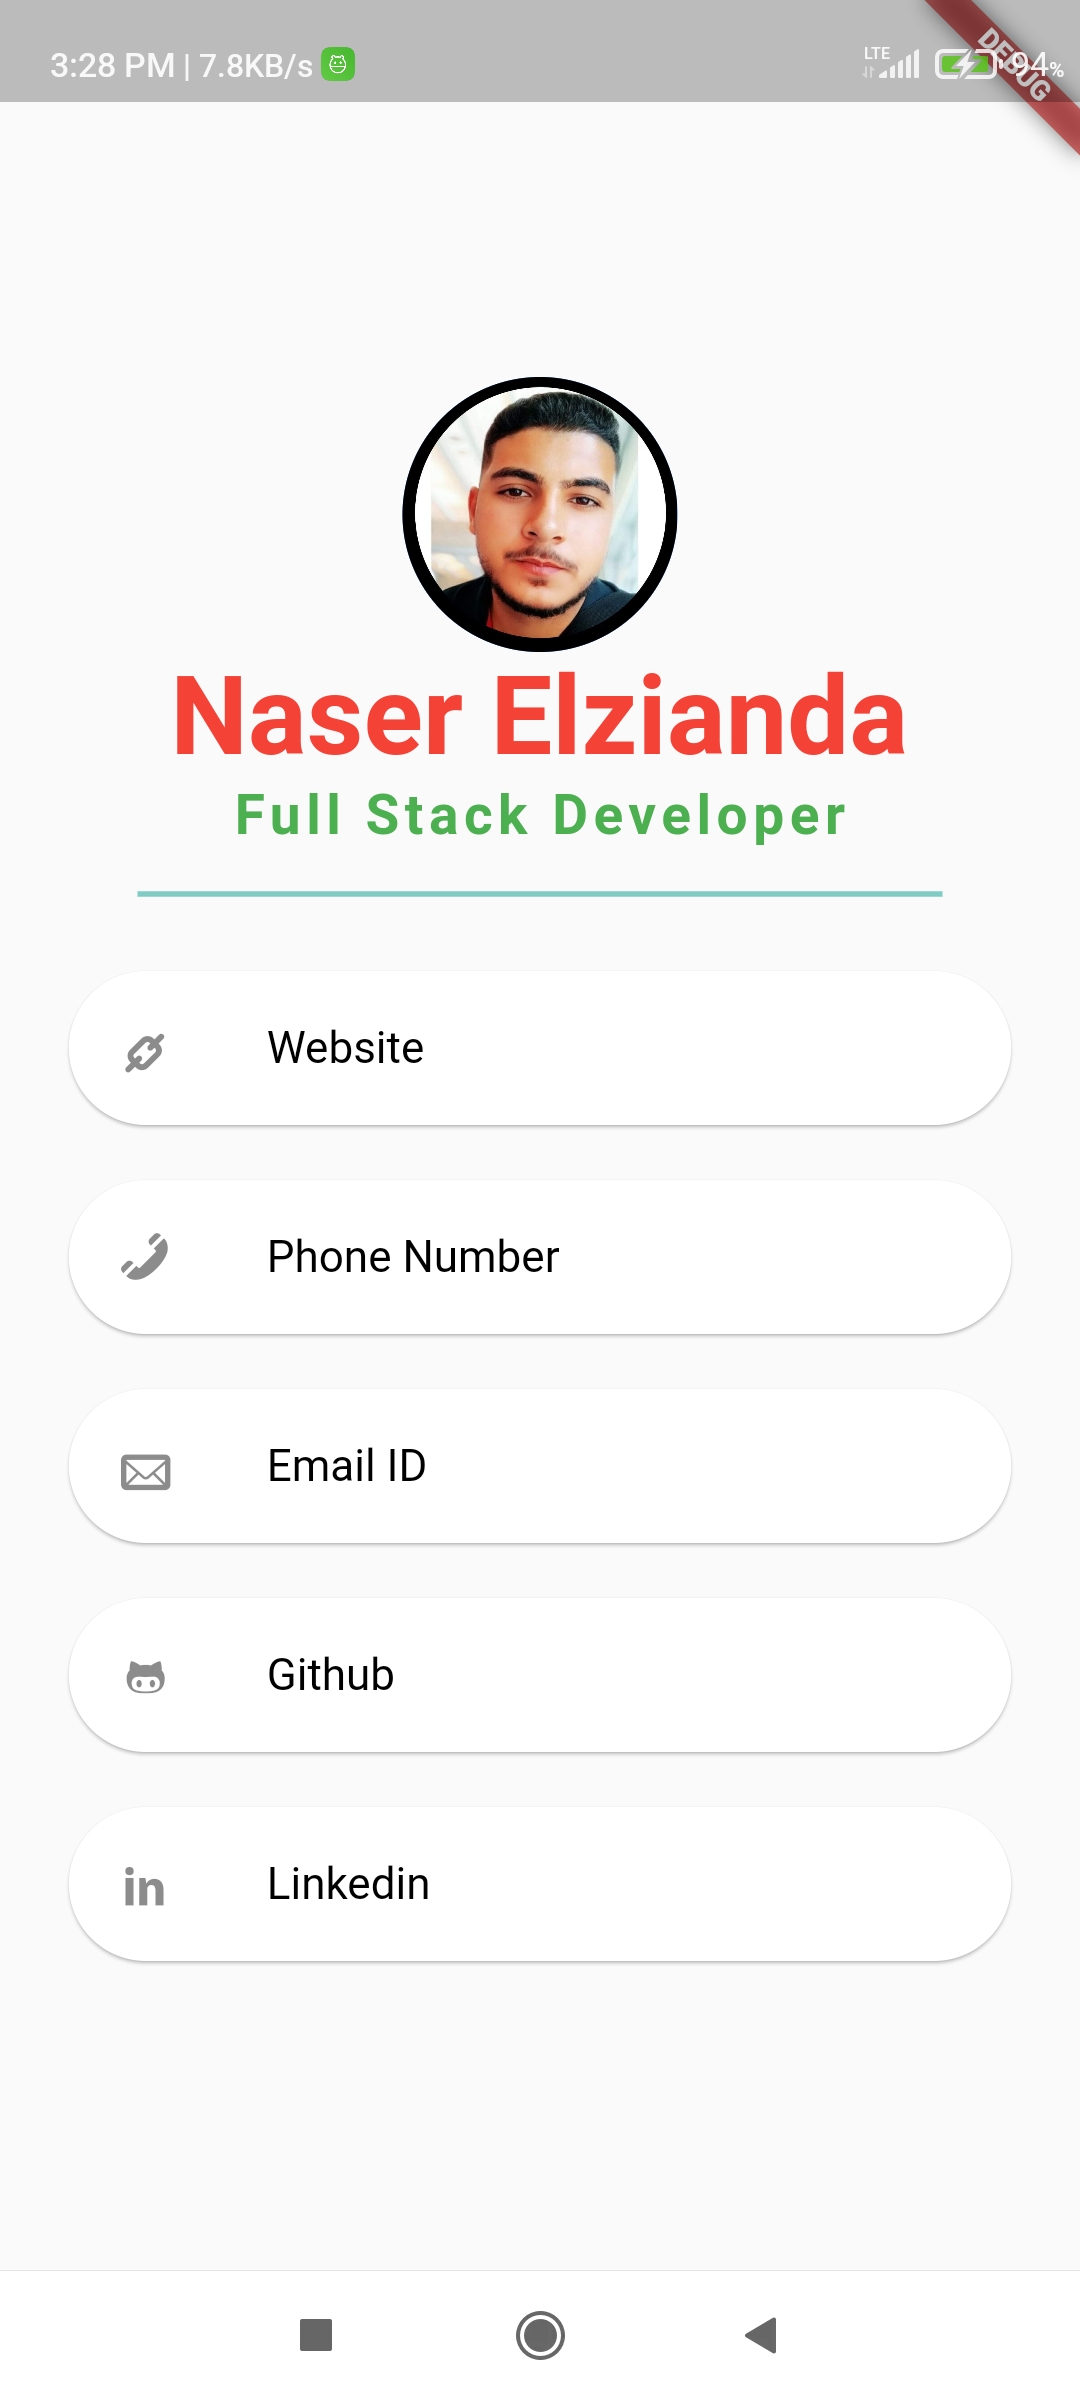 3:28 PM | 7.8KB/s LTE 94%
DEBUG
Naser Elzianda
Full Stack Developer
Website
Phone Number
Email ID
Github
in Linkedin